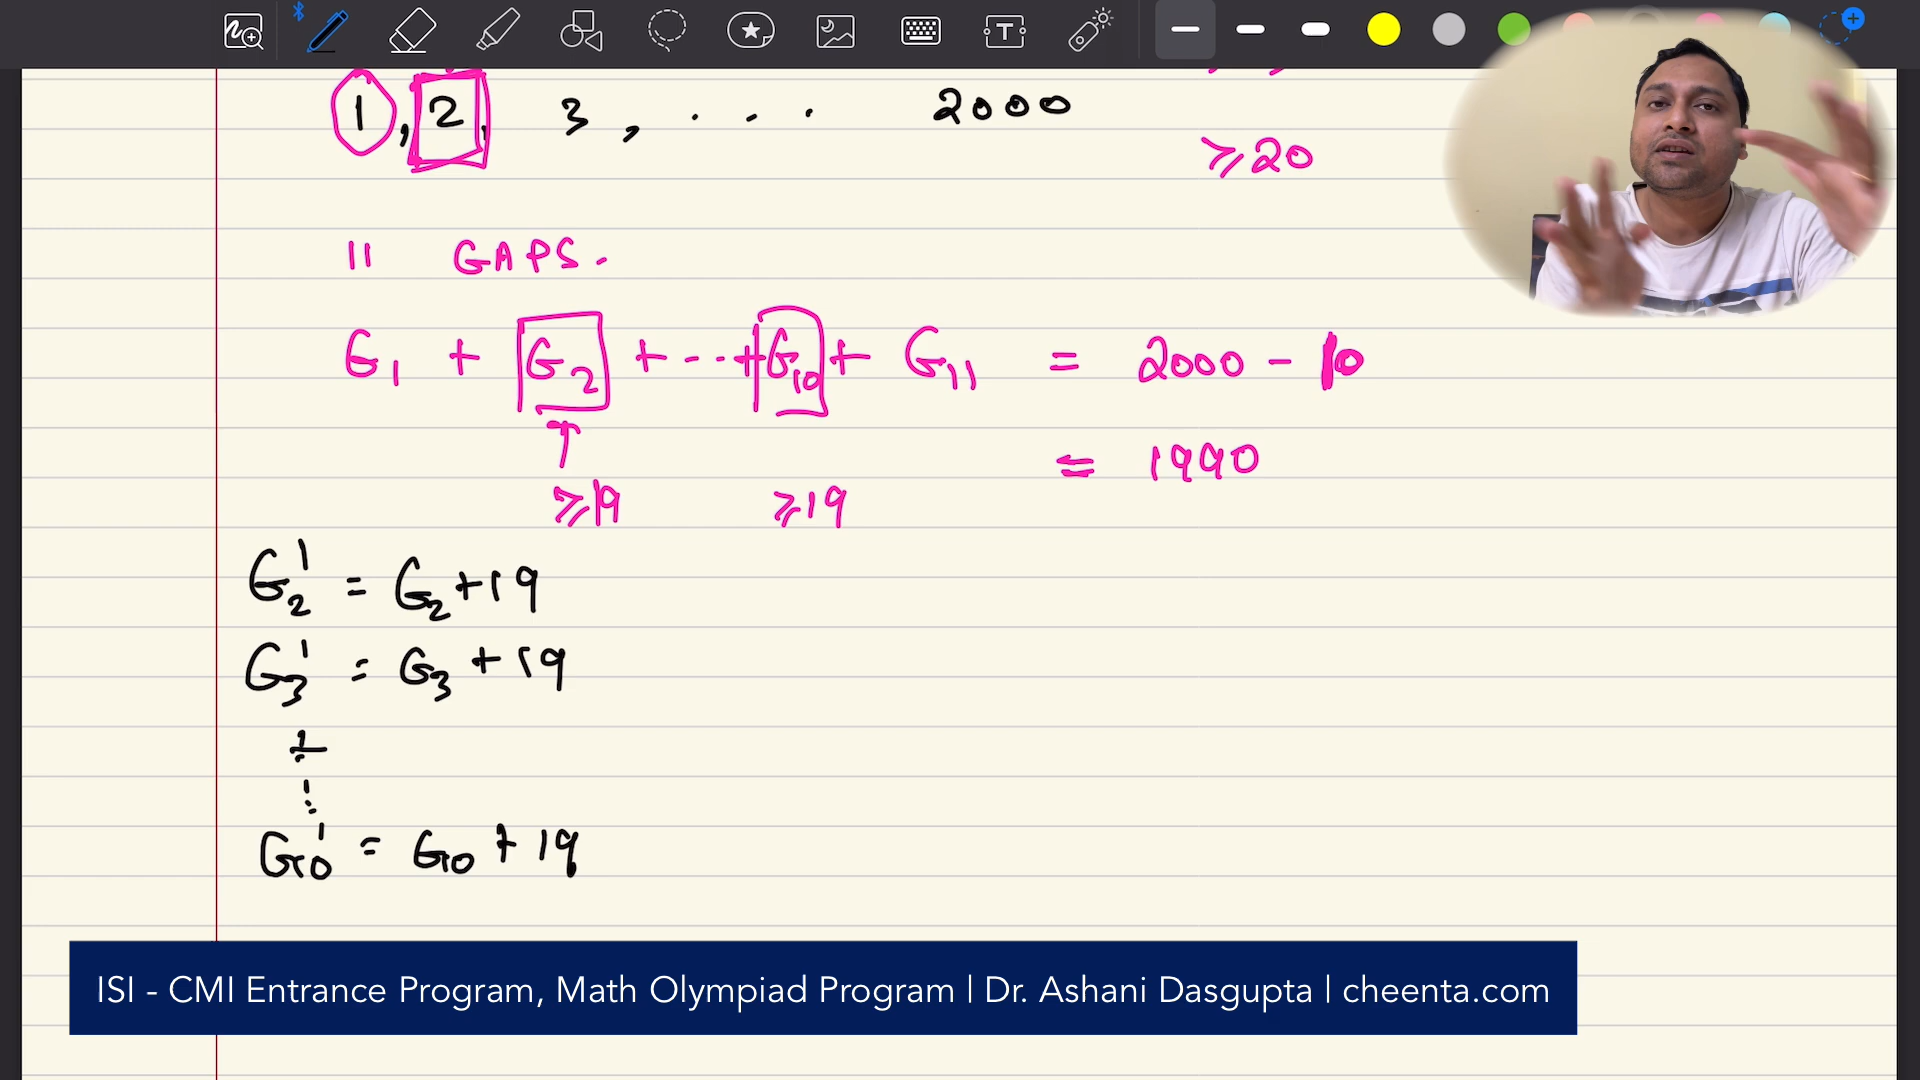 1, 2, 3, . . . 2000
≥20
11 GAPS.
G₁ + G₂ + ... + G₁₀ + G₁₁ = 2000 - 10
= 1990
≥19 ≥19
G₂' = G₂ + 19
G₃' = G₃ + 19
G₁₀' = G₁₀ + 19
ISI - CMI Entrance Program, Math Olympiad Program | Dr. Ashani Dasgupta | cheenta.com